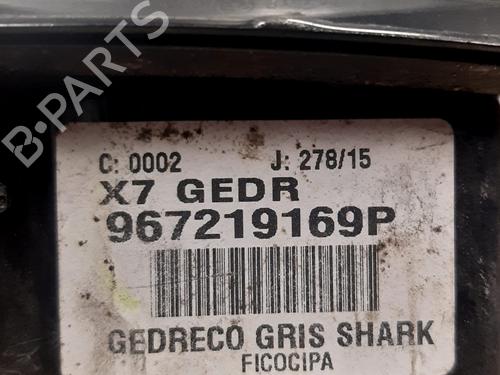 B-PARTS
C: 0002 J: 278/15
X7 GEDR
967219169P
GEDRECO GRIS SHARK
FICOCIPA